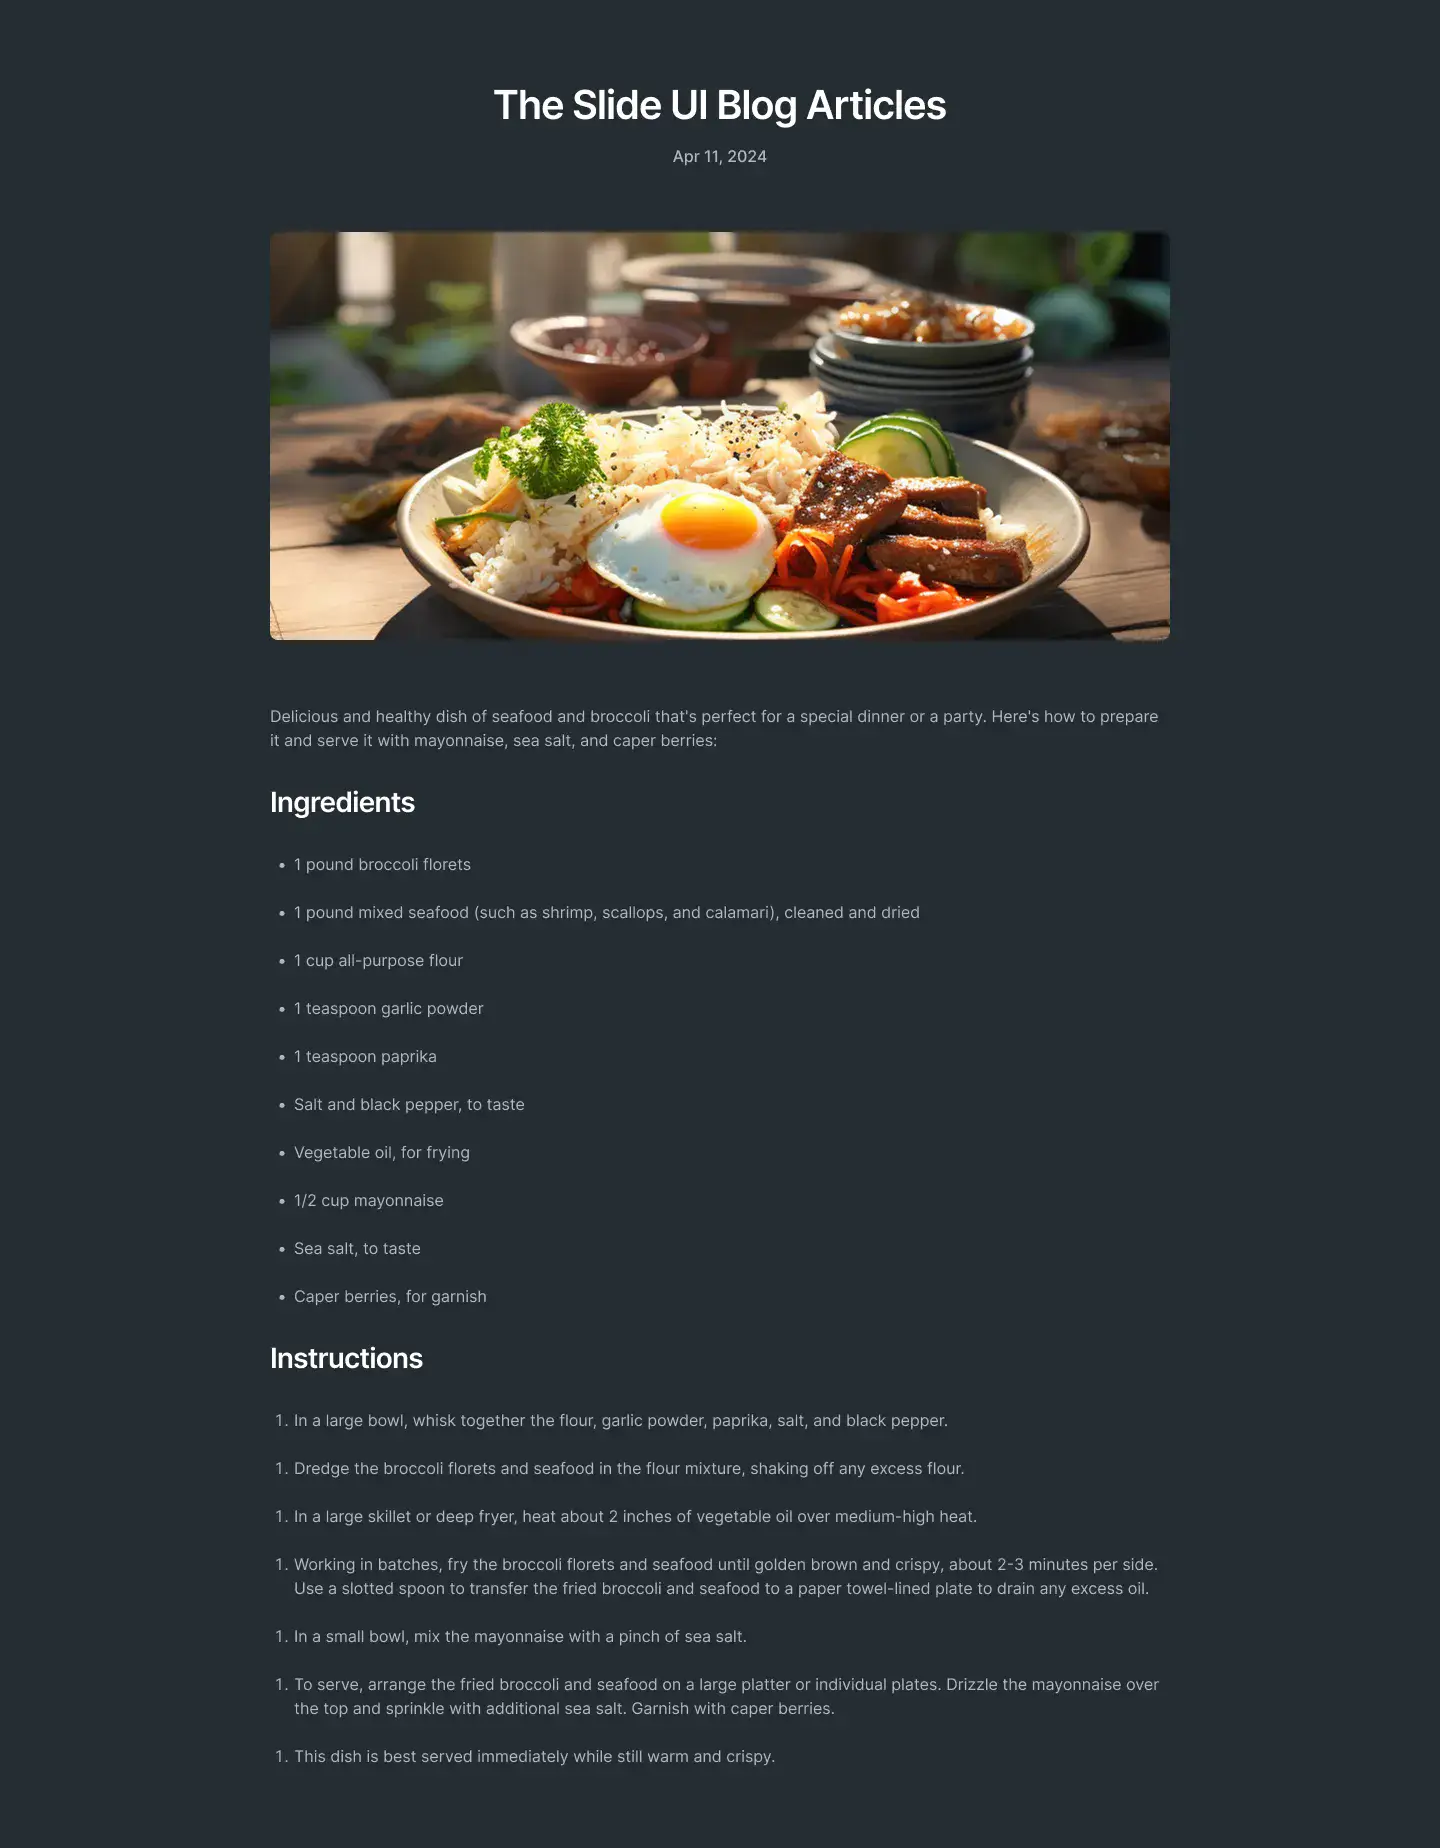 The Slide UI Blog Articles
Apr 11, 2024
Delicious and healthy dish of seafood and broccoli that's perfect for a special dinner or a party. Here's how to prepare
it and serve it with mayonnaise, sea salt, and caper berries:
Ingredients
• 1 pound broccoli florets
• 1 pound mixed seafood (such as shrimp, scallops, and calamari), cleaned and dried
• 1 cup all-purpose flour
• 1 teaspoon garlic powder
• 1 teaspoon paprika
• Salt and black pepper, to taste
• Vegetable oil, for frying
• 1/2 cup mayonnaise
• Sea salt, to taste
• Caper berries, for garnish
Instructions
1. In a large bowl, whisk together the flour, garlic powder, paprika, salt, and black pepper.
1. Dredge the broccoli florets and seafood in the flour mixture, shaking off any excess flour.
1. In a large skillet or deep fryer, heat about 2 inches of vegetable oil over medium-high heat.
1. Working in batches, fry the broccoli florets and seafood until golden brown and crispy, about 2-3 minutes per side.
Use a slotted spoon to transfer the fried broccoli and seafood to a paper towel-lined plate to drain any excess oil.
1. In a small bowl, mix the mayonnaise with a pinch of sea salt.
1. To serve, arrange the fried broccoli and seafood on a large platter or individual plates. Drizzle the mayonnaise over
the top and sprinkle with additional sea salt. Garnish with caper berries.
1. This dish is best served immediately while still warm and crispy.